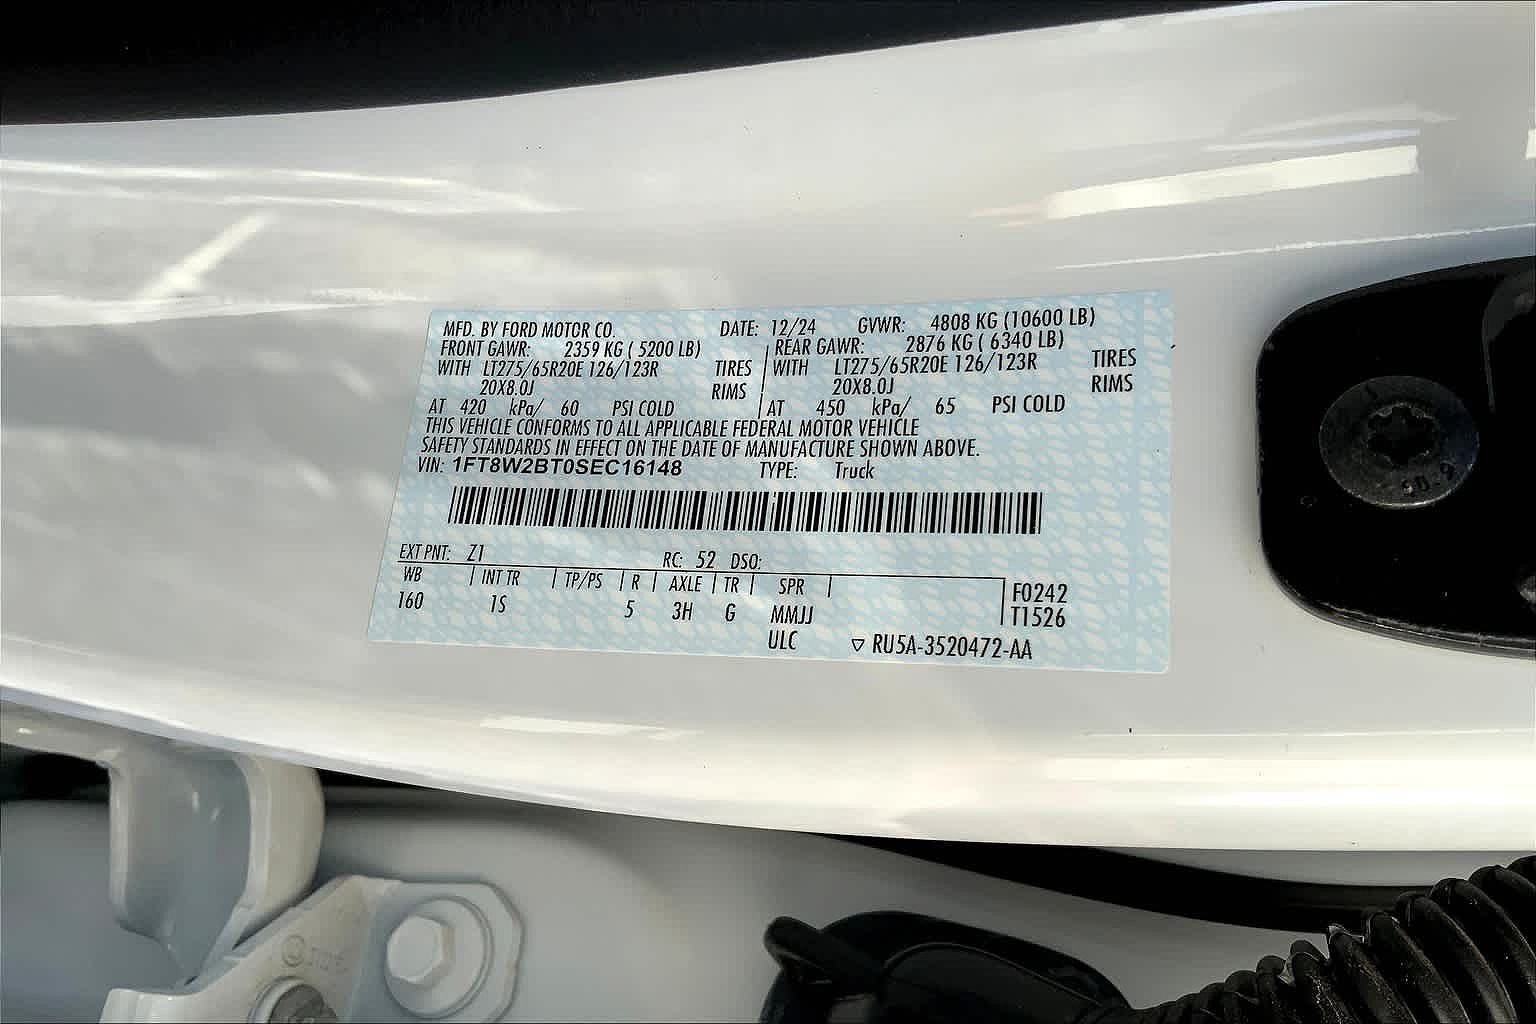 MFD. BY FORD MOTOR CO. DATE: 12/24 GVWR: 4808 KG (10600 LB)
FRONT GAWR: 2359 KG ( 5200 LB) REAR GAWR: 2876 KG ( 6340 LB)
WITH LT275/65R20E 126/123R TIRES WITH LT275/65R20E 126/123R TIRES
20X8.0J RIMS 20X8.0J RIMS
AT 420 kPa/ 60 PSI COLD AT 450 kPa/ 65 PSI COLD
THIS VEHICLE CONFORMS TO ALL APPLICABLE FEDERAL MOTOR VEHICLE
SAFETY STANDARDS IN EFFECT ON THE DATE OF MANUFACTURE SHOWN ABOVE.
VIN: 1FT8W2BT0SEC16148 TYPE: Truck
EXT PNT: Z1 RC: 52 DSO:
WB INT TR TP/PS R AXLE TR SPR F0242
160 1S 5 3H G MMJJ T1526
ULC ▽ RU5A-3520472-AA